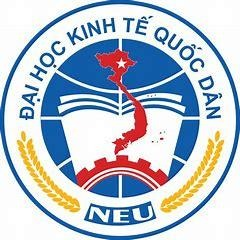 ĐẠI HỌC KINH TẾ QUỐC DÂN
NEU